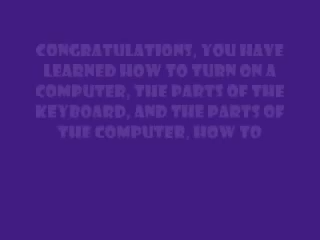 CONGRATULATIONS, YOU HAVE
LEARNED HOW TO TURN ON A
COMPUTER, THE PARTS OF THE
KEYBOARD, AND THE PARTS OF
THE COMPUTER, HOW TO